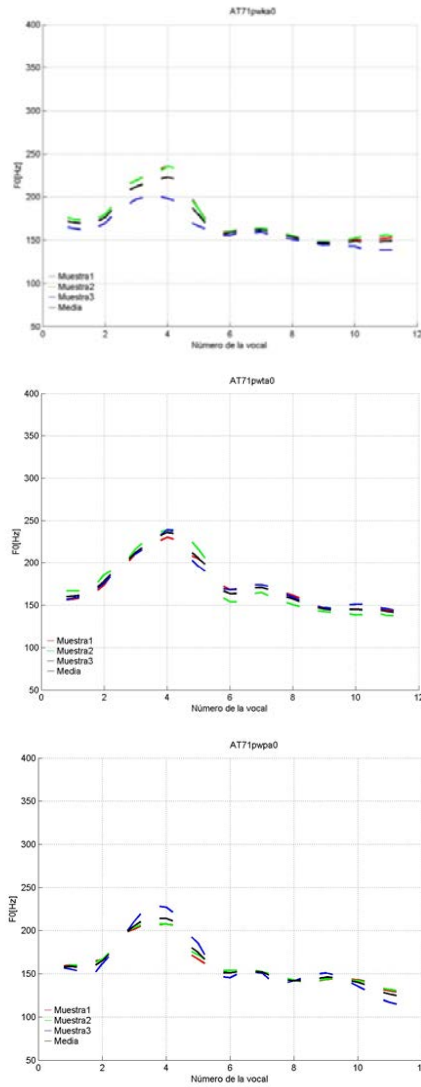 AT71pwka0
400
350
300
250
200
150
100
50
F0[Hz]
Muestra1
Muestra2
Muestra3
Media
0 2 4 6 8 10 12
Número de la vocal
AT71pwta0
400
350
300
250
200
150
100
50
F0[Hz]
Muestra1
Muestra2
Muestra3
Media
0 2 4 6 8 10 12
Número de la vocal
AT71pwpa0
400
350
300
250
200
150
100
50
F0[Hz]
Muestra1
Muestra2
Muestra3
Media
0 2 4 6 8 10 12
Número de la vocal